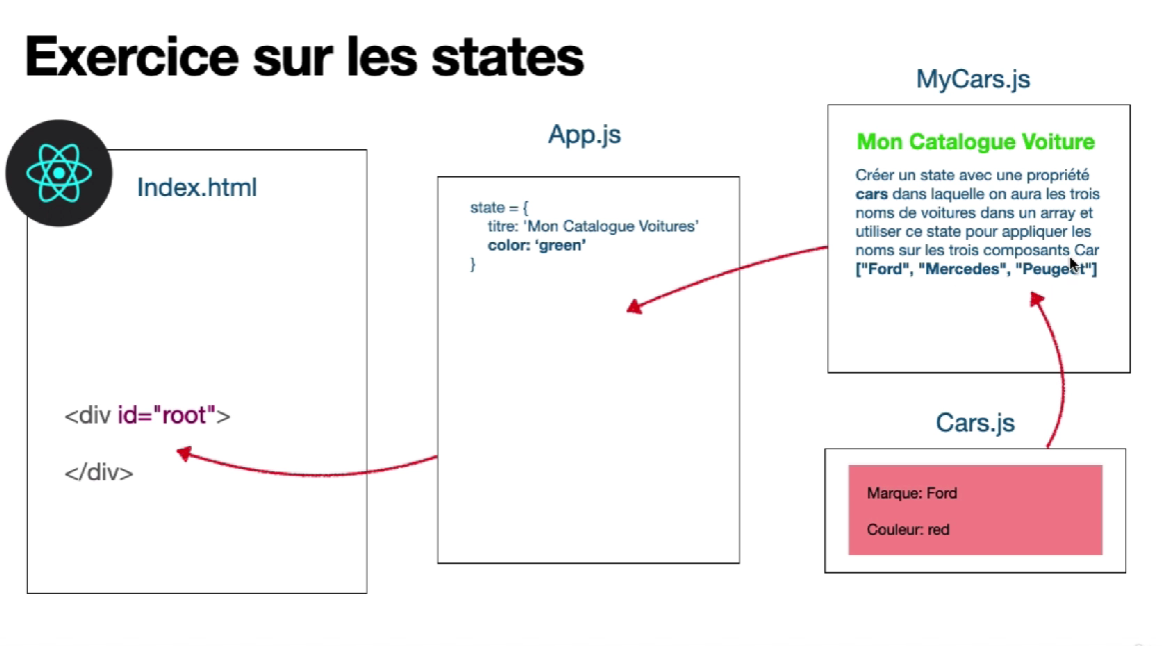 Exercice sur les states
Index.html
<div id="root">
</div>
App.js
state = {
titre: 'Mon Catalogue Voitures'
color: 'green'
}
MyCars.js
Mon Catalogue Voiture
Créer un state avec une propriété
cars dans laquelle on aura les trois
noms de voitures dans un array et
utiliser ce state pour appliquer les
noms sur les trois composants Car
["Ford", "Mercedes", "Peugeot"]
Cars.js
Marque: Ford
Couleur: red